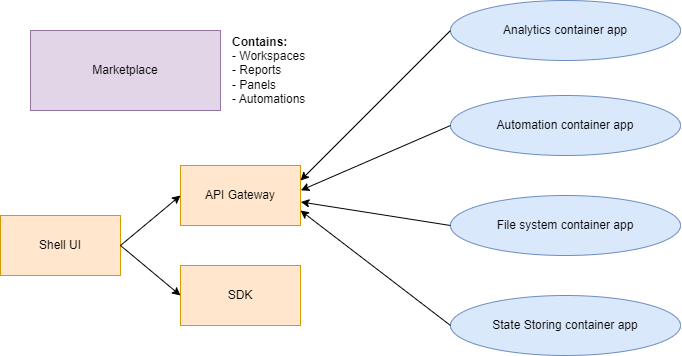 Marketplace
Contains:
- Workspaces
- Reports
- Panels
- Automations
Analytics container app
Automation container app
API Gateway
File system container app
Shell UI
SDK
State Storing container app